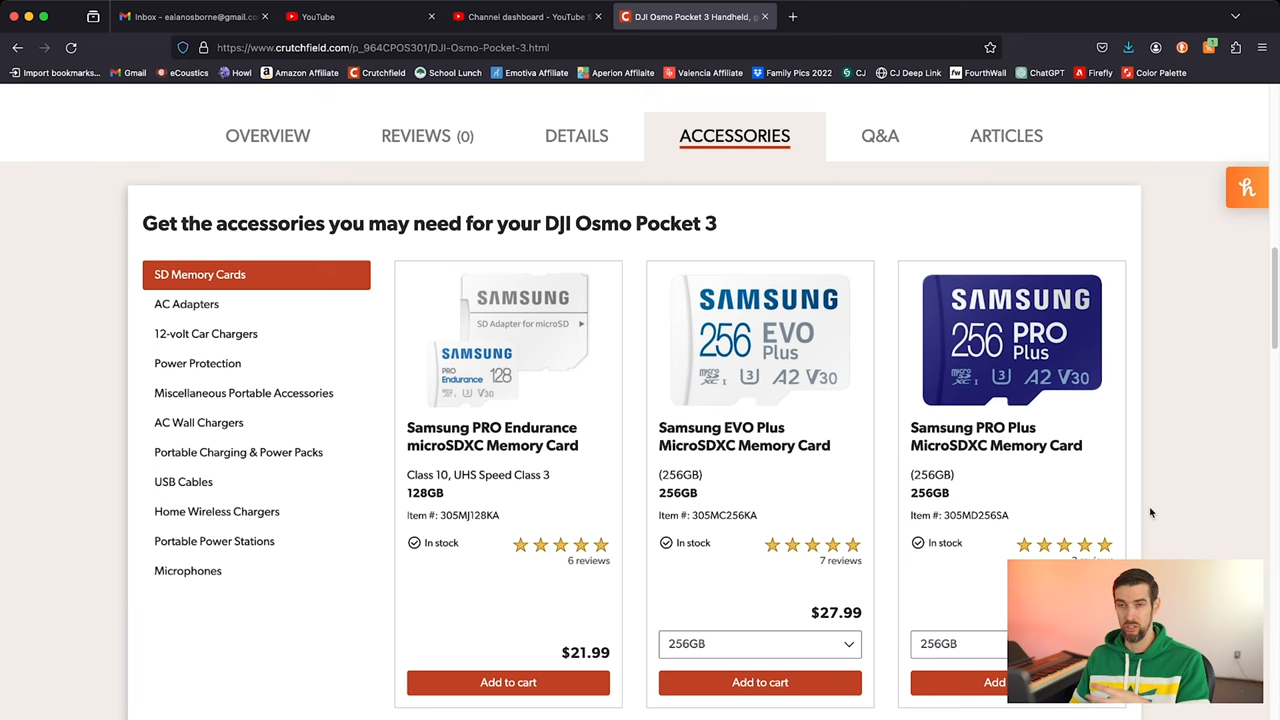 Inbox - ealanosborne@gmail.co
YouTube
Channel dashboard - YouTube S
DJI Osmo Pocket 3 Handheld, g
https://www.crutchfield.com/p_964CPOS301/DJI-Osmo-Pocket-3.html
Import bookmarks... Gmail eCoustics Howl Amazon Affiliate Crutchfield School Lunch Emotiva Affiliate Aperion Affilaite Valencia Affiliate Family Pics 2022 CJ CJ Deep Link FourthWall ChatGPT Firefly Color Palette
OVERVIEW REVIEWS (0) DETAILS ACCESSORIES Q&A ARTICLES
Get the accessories you may need for your DJI Osmo Pocket 3
SD Memory Cards
AC Adapters
12-volt Car Chargers
Power Protection
Miscellaneous Portable Accessories
AC Wall Chargers
Portable Charging & Power Packs
USB Cables
Home Wireless Chargers
Portable Power Stations
Microphones
SAMSUNG
SD Adapter for microSD
SAMSUNG
PRO
Endurance 128
U3 V30
Samsung PRO Endurance
microSDXC Memory Card
Class 10, UHS Speed Class 3
128GB
Item #: 305MJ128KA
In stock
6 reviews
$21.99
Add to cart
SAMSUNG
256 EVO
Plus
micro SDXC I U3 A2 V30
Samsung EVO Plus
MicroSDXC Memory Card
(256GB)
256GB
Item #: 305MC256KA
In stock
7 reviews
$27.99
256GB
Add to cart
SAMSUNG
256 PRO
Plus
micro SDXC I U3 A2 V30
Samsung PRO Plus
MicroSDXC Memory Card
(256GB)
256GB
Item #: 305MD256SA
In stock
256GB
Add